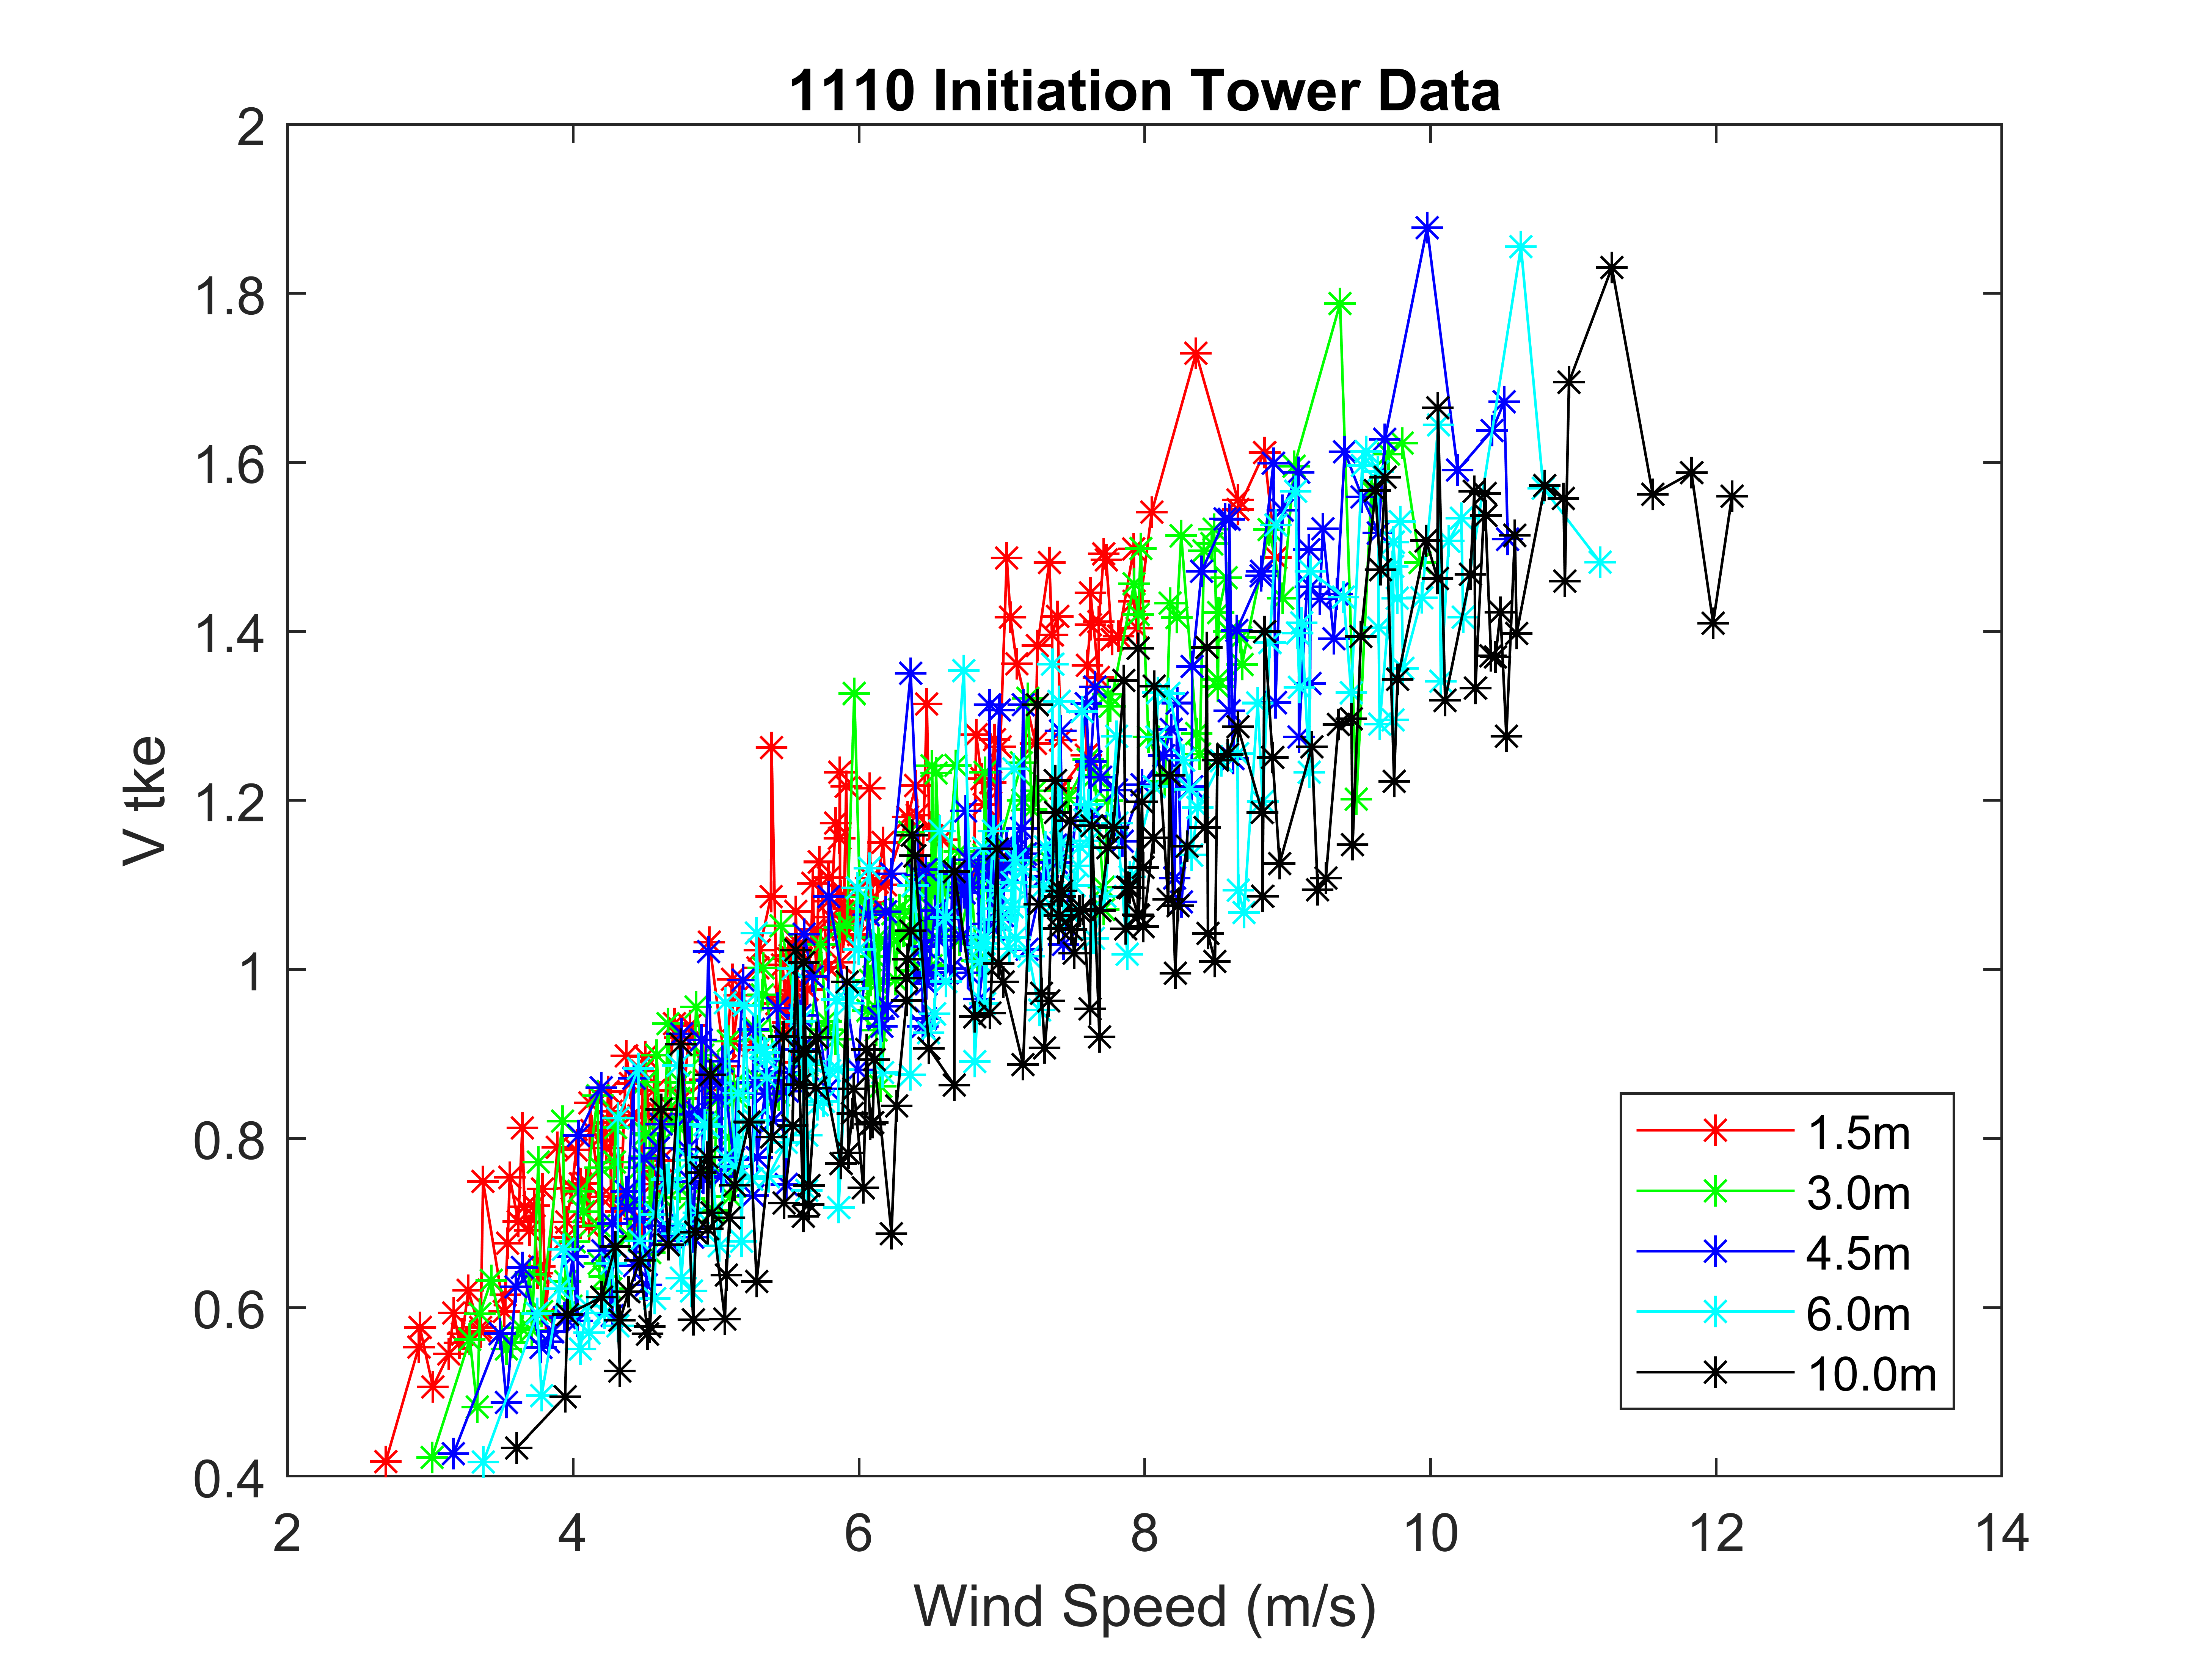 1110 Initiation Tower Data
2
1.8
1.6
1.4
1.2
1
0.8
0.6
0.4
V tke
1.5m
3.0m
4.5m
6.0m
10.0m
2 4 6 8 10 12 14
Wind Speed (m/s)